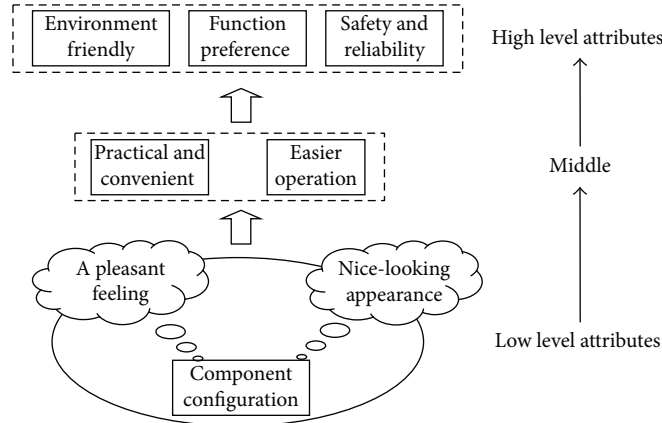 Environment
friendly
Function
preference
Safety and
reliability
High level attributes
Practical and
convenient
Easier
operation
Middle
A pleasant
feeling
Nice-looking
appearance
Low level attributes
Component
configuration